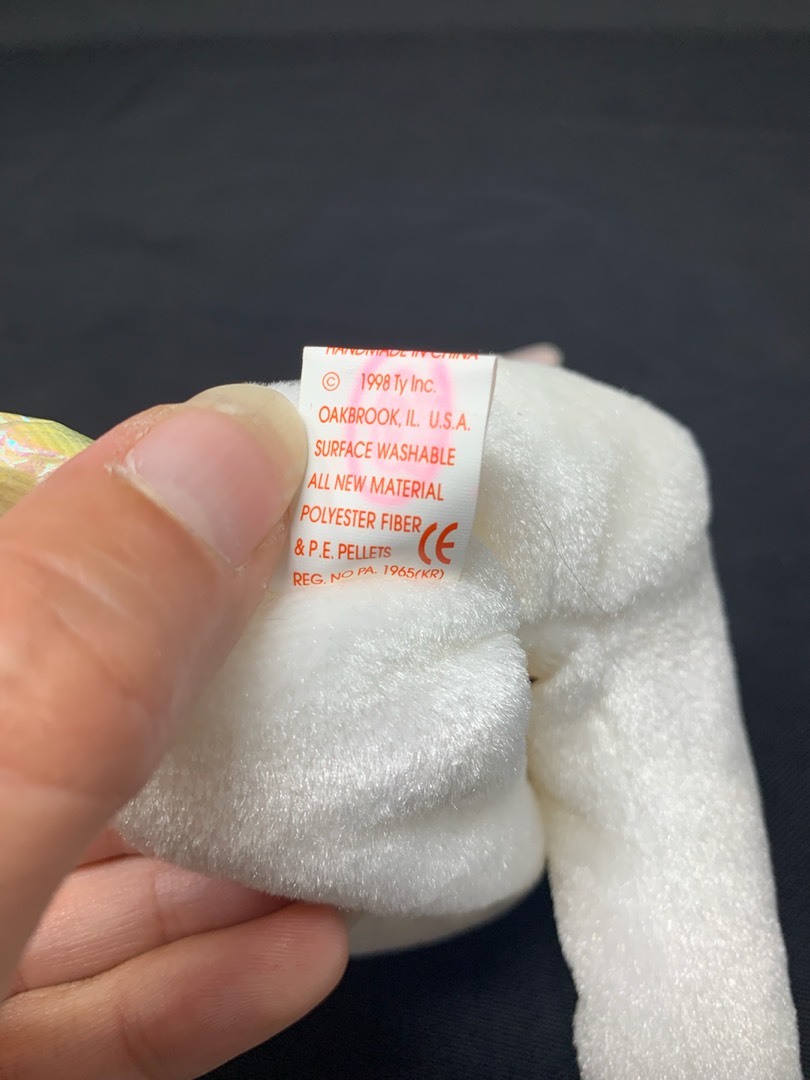 HANDMADE IN CHINA
© 1998 Ty Inc.
OAKBROOK, IL. U.S.A.
SURFACE WASHABLE
ALL NEW MATERIAL
POLYESTER FIBER
& P.E. PELLETS CE
REG. NO PA. 1965(KR)